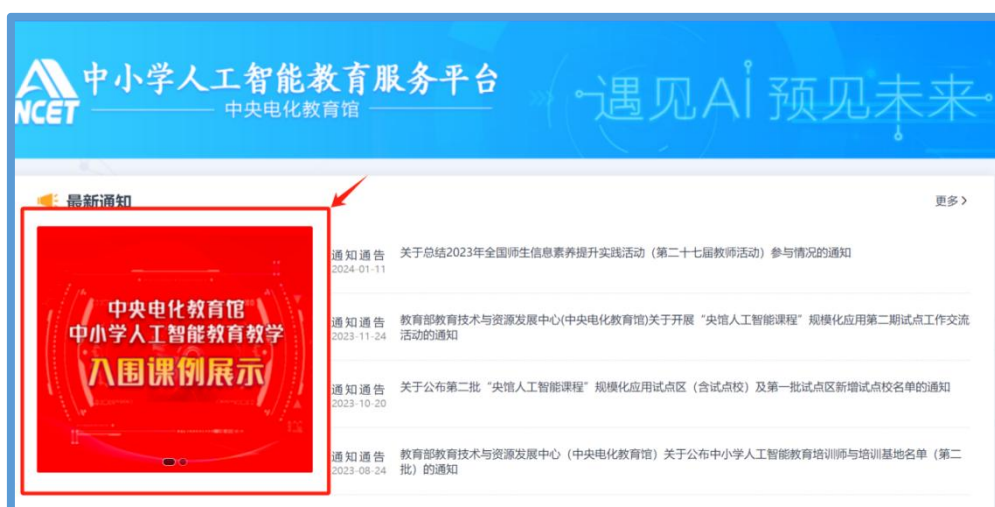 NCET
中小学人工智能教育服务平台
中央电化教育馆
遇见AI 预见未来
最新通知
更多
中央电化教育馆
中小学人工智能教育教学
入围课例展示
通知通告
关于总结2023年全国师生信息素养提升实践活动（第二十七届教师活动）参与情况的通知
2024-01-11
通知通告
教育部教育技术与资源发展中心(中央电化教育馆)关于开展“央馆人工智能课程”规模化应用第二期试点工作交流
2023-11-24
活动的通知
通知通告
关于公布第二批“央馆人工智能课程”规模化应用试点区（含试点校）及第一批试点区新增试点校名单的通知
2023-10-20
通知通告
教育部教育技术与资源发展中心（中央电化教育馆）关于公布中小学人工智能教育培训师与培训基地名单（第二
2023-08-24
批）的通知